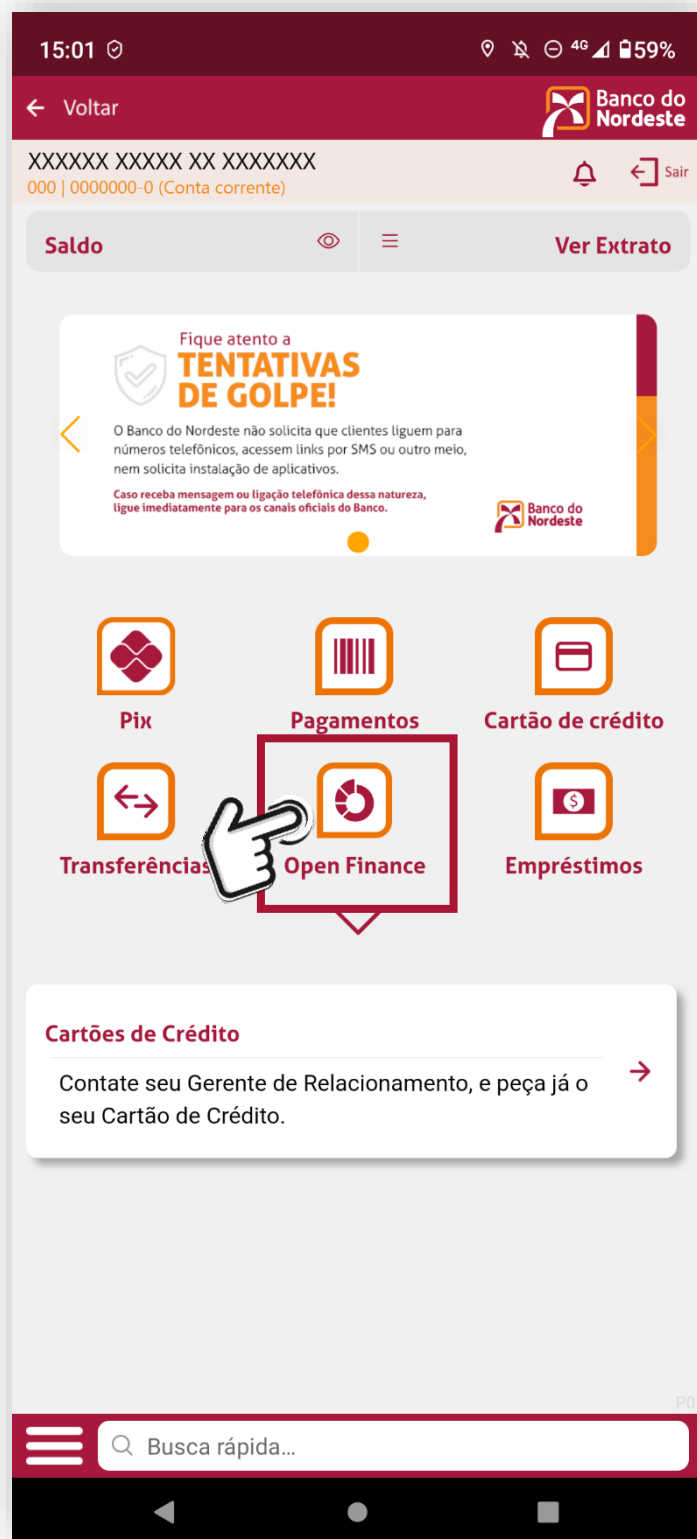 15:01
4G 59%
Voltar
Banco do
Nordeste
XXXXXX XXXXX XX XXXXXXX
000 | 0000000-0 (Conta corrente)
Sair
Saldo
Ver Extrato
Fique atento a
TENTATIVAS
DE GOLPE!
O Banco do Nordeste não solicita que clientes liguem para
números telefônicos, acessem links por SMS ou outro meio,
nem solicita instalação de aplicativos.
Caso receba mensagem ou ligação telefônica dessa natureza,
ligue imediatamente para os canais oficiais do Banco.
Banco do
Nordeste
Pix
Pagamentos
Cartão de crédito
Transferências
Open Finance
Empréstimos
Cartões de Crédito
Contate seu Gerente de Relacionamento, e peça já o
seu Cartão de Crédito.
P0
Busca rápida...